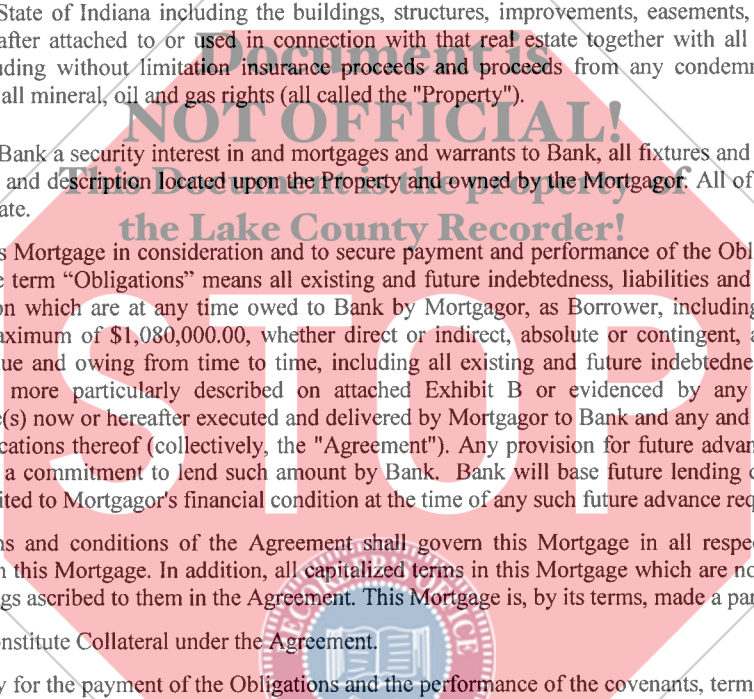 State of Indiana including the buildings, structures, improvements, easements,
after attached to or used in connection with that real estate together with all
Document is
ding without limitation insurance proceeds and proceeds from any condemn
all mineral, oil and gas rights (all called the "Property").
NOT OFFICIAL!
Bank a security interest in and mortgages and warrants to Bank, all fixtures and
This Document is the property of
and description located upon the Property and owned by the Mortgagor. All of
ate.
the Lake County Recorder!
s Mortgage in consideration and to secure payment and performance of the Obl
e term “Obligations” means all existing and future indebtedness, liabilities and
on which are at any time owed to Bank by Mortgagor, as Borrower, including
aximum of $1,080,000.00, whether direct or indirect, absolute or contingent, a
ue and owing from time to time, including all existing and future indebtedne
STOP
more particularly described on attached Exhibit B or evidenced by any
e(s) now or hereafter executed and delivered by Mortgagor to Bank and any and
cations thereof (collectively, the "Agreement"). Any provision for future advan
a commitment to lend such amount by Bank. Bank will base future lending d
ited to Mortgagor's financial condition at the time of any such future advance req
ns and conditions of the Agreement shall govern this Mortgage in all respec
n this Mortgage. In addition, all capitalized terms in this Mortgage which are no
gs ascribed to them in the Agreement. This Mortgage is, by its terms, made a par
onstitute Collateral under the Agreement.
y for the payment of the Obligations and the performance of the covenants, term